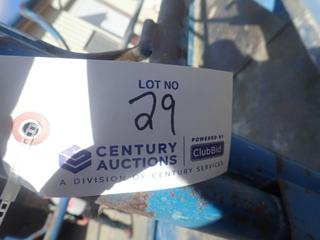 LOT NO
29
CENTURY
AUCTIONS
POWERED BY
ClubBid
A DIVISION OF CENTURY SERVICES